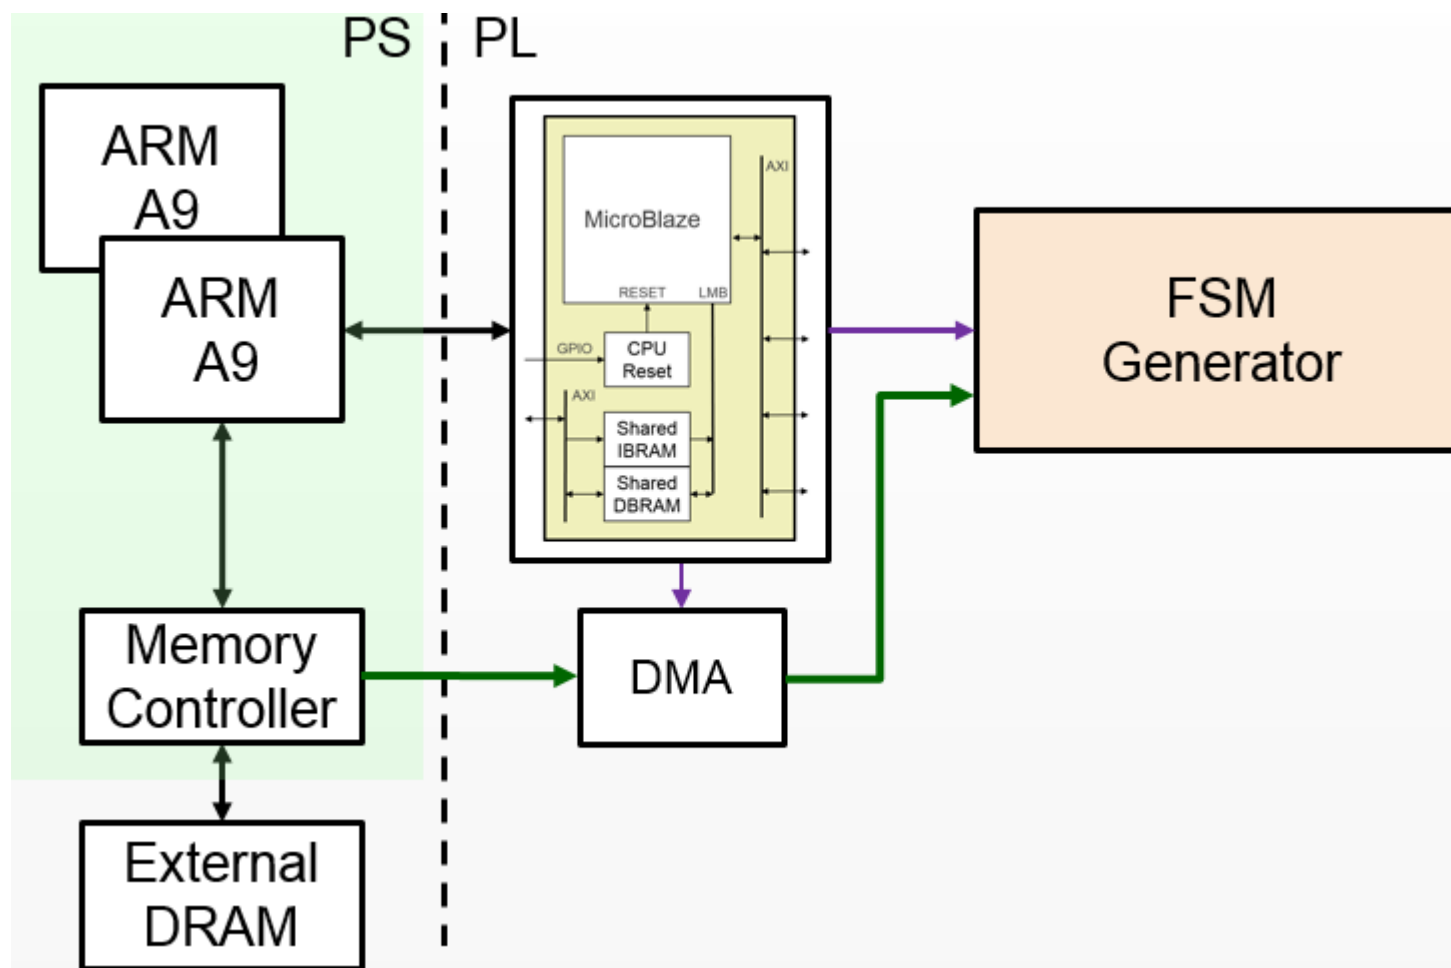 PS
PL
ARM
A9
ARM
A9
MicroBlaze
AXI
RESET
LMB
GPIO
CPU
Reset
AXI
Shared
IBRAM
Shared
DBRAM
FSM
Generator
Memory
Controller
DMA
External
DRAM